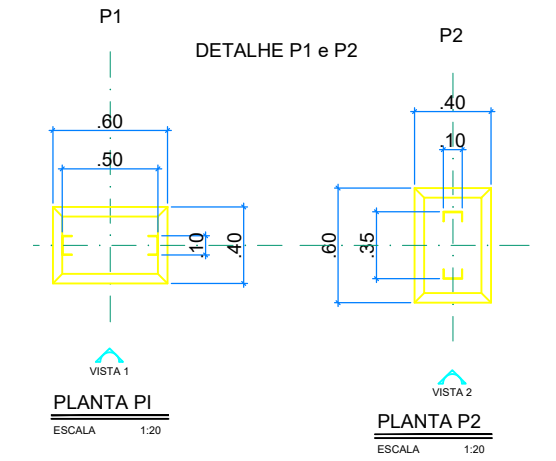 P1
DETALHE P1 e P2
P2
.60
.50
.10
.40
.40
.10
.60
.35
VISTA 1
PLANTA PI
ESCALA 1:20
VISTA 2
PLANTA P2
ESCALA 1:20